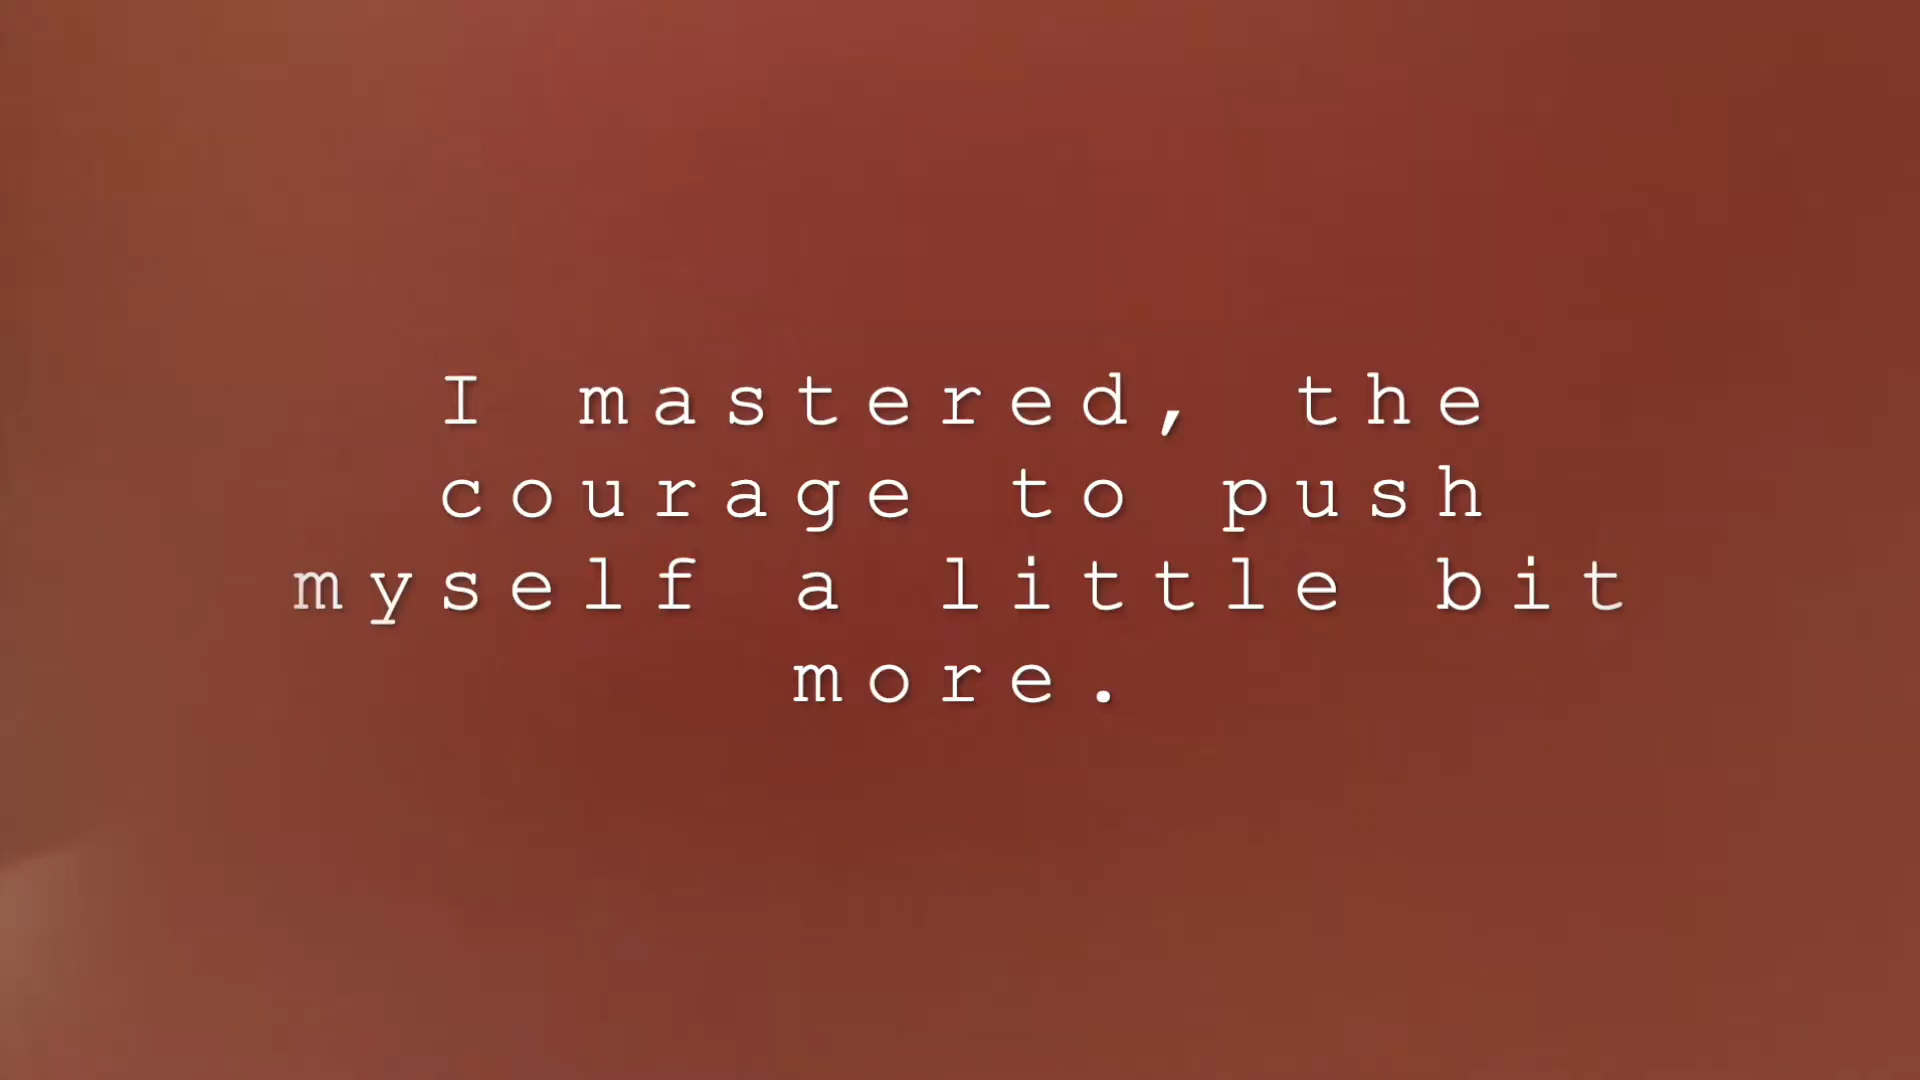 I mastered, the
courage to push
myself a little bit
more.